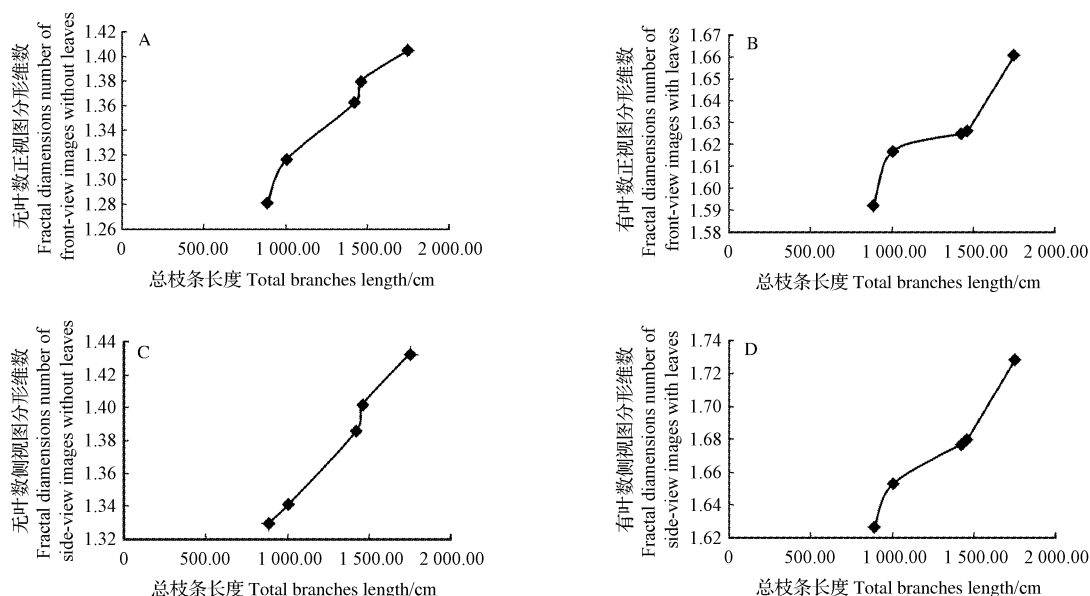 无叶数正视图分形维数
Fractal diamensions number of
front-view images without leaves
A
1.42
1.40
1.38
1.36
1.34
1.32
1.30
1.28
1.26
0 500.00 1 000.00 1 500.00 2 000.00
总枝条长度 Total branches length/cm
有叶数正视图分形维数
Fractal diamensions number of
front-view images with leaves
B
1.67
1.66
1.65
1.64
1.63
1.62
1.61
1.60
1.59
1.58
0 500.00 1 000.00 1 500.00 2 000.00
总枝条长度 Total branches length/cm
无叶数侧视图分形维数
Fractal diamensions number of
side-view images without leaves
C
1.44
1.42
1.40
1.38
1.36
1.34
1.32
0 500.00 1 000.00 1 500.00 2 000.00
总枝条长度 Total branches length/cm
有叶数侧视图分形维数
Fractal diamensions number of
side-view images with leaves
D
1.74
1.72
1.70
1.68
1.66
1.64
1.62
0 500.00 1 000.00 1 500.00 2 000.00
总枝条长度 Total branches length/cm